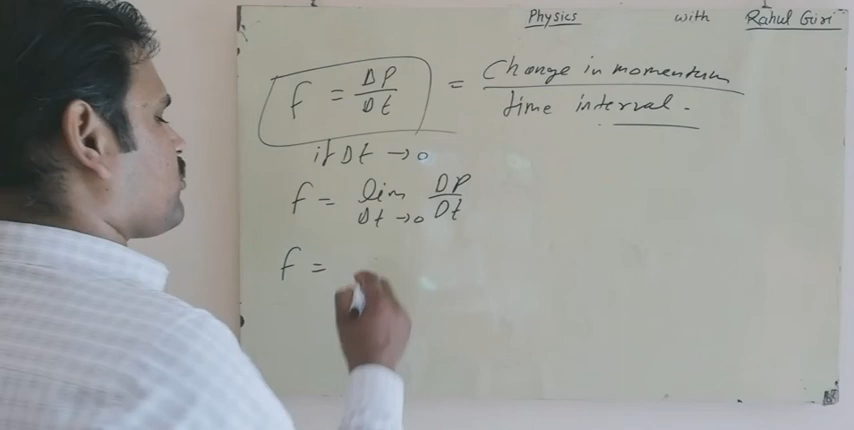 Physics with Rahul Giri
f = ΔP/Δt = Change in momentum / time interval.
if Δt → 0
f = lim Δt→0 ΔP/Δt
f =